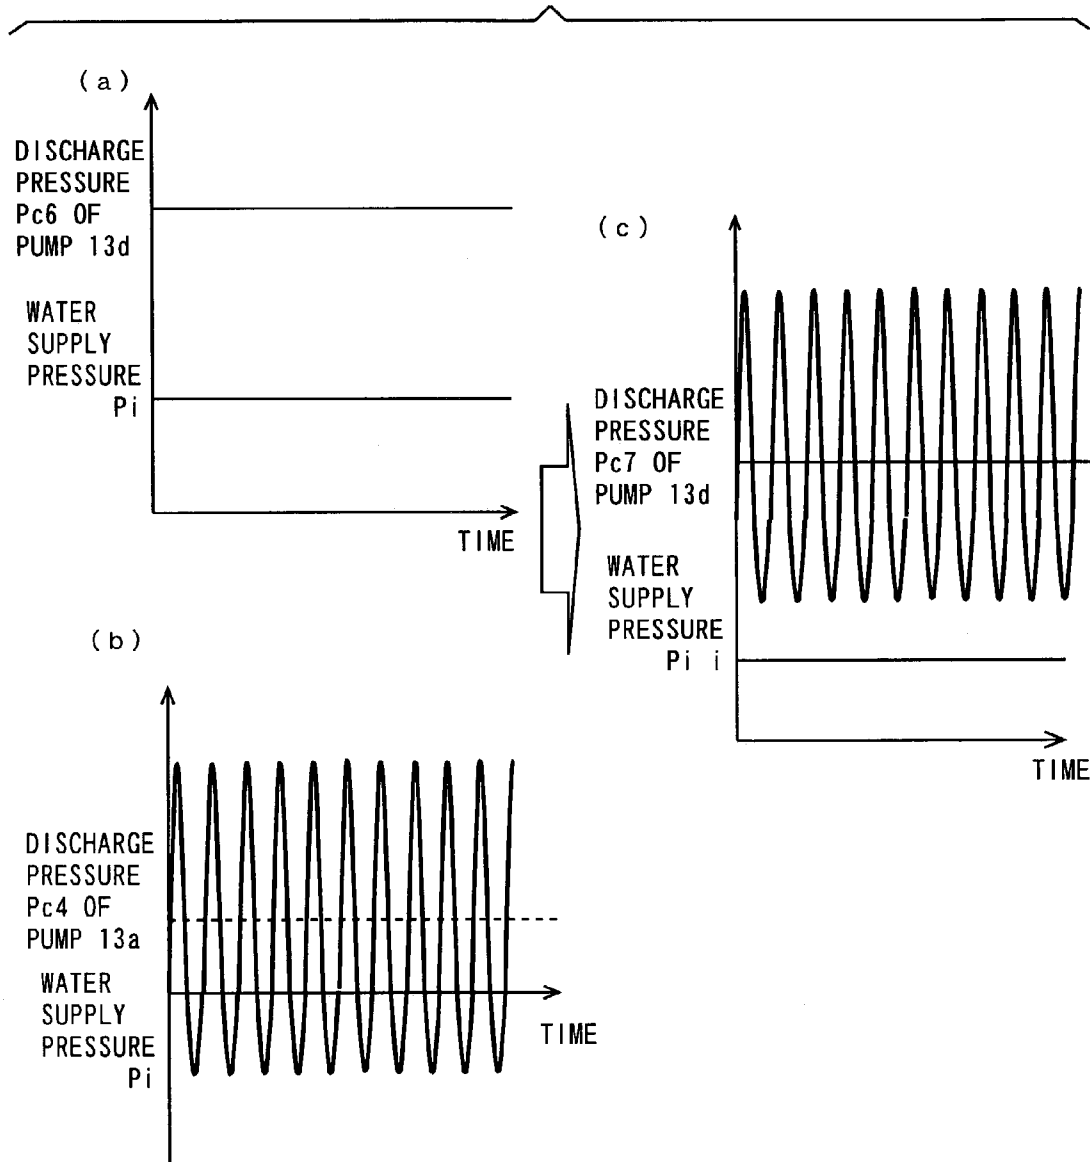 (a)
DISCHARGE
PRESSURE
Pc6 OF
PUMP 13d
WATER
SUPPLY
PRESSURE
Pi
TIME
(b)
DISCHARGE
PRESSURE
Pc4 OF
PUMP 13a
WATER
SUPPLY
PRESSURE
Pi
TIME
(c)
DISCHARGE
PRESSURE
Pc7 OF
PUMP 13d
WATER
SUPPLY
PRESSURE
Pi i
TIME